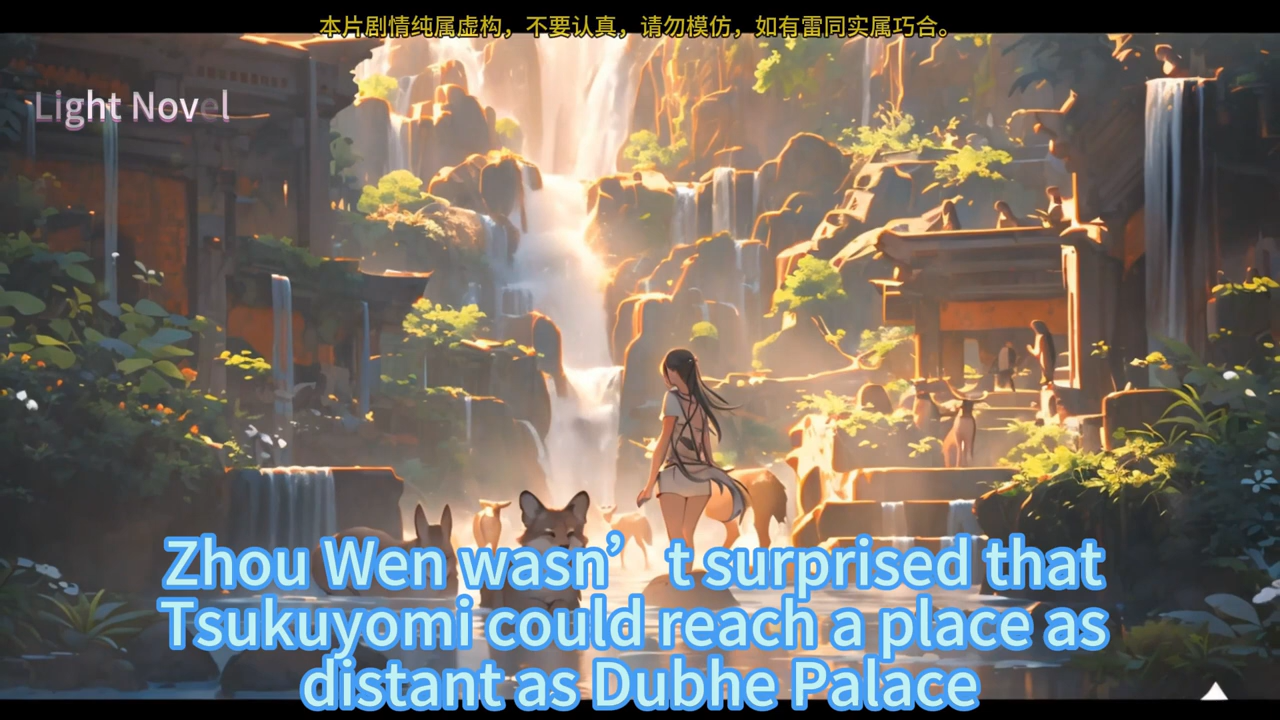 本片剧情纯属虚构，不要认真，请勿模仿，如有雷同实属巧合。
Light Novel
Zhou Wen wasn’t surprised that
Tsukuyomi could reach a place as
distant as Dubhe Palace